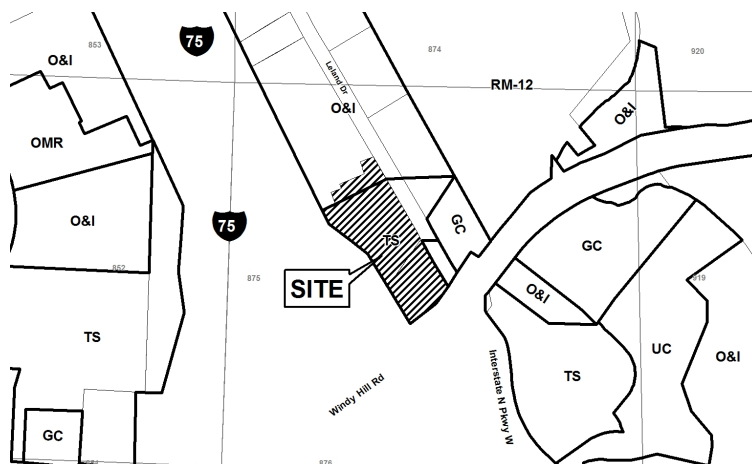 75
853
874
920
O&I
RM-12
Leland Dr
O&I
O&I
OMR
O&I
75
TS
GC
GC
852
875
919
SITE
O&I
TS
UC
O&I
TS
Windy Hill Rd
Interstate N Pkwy W
GC
876